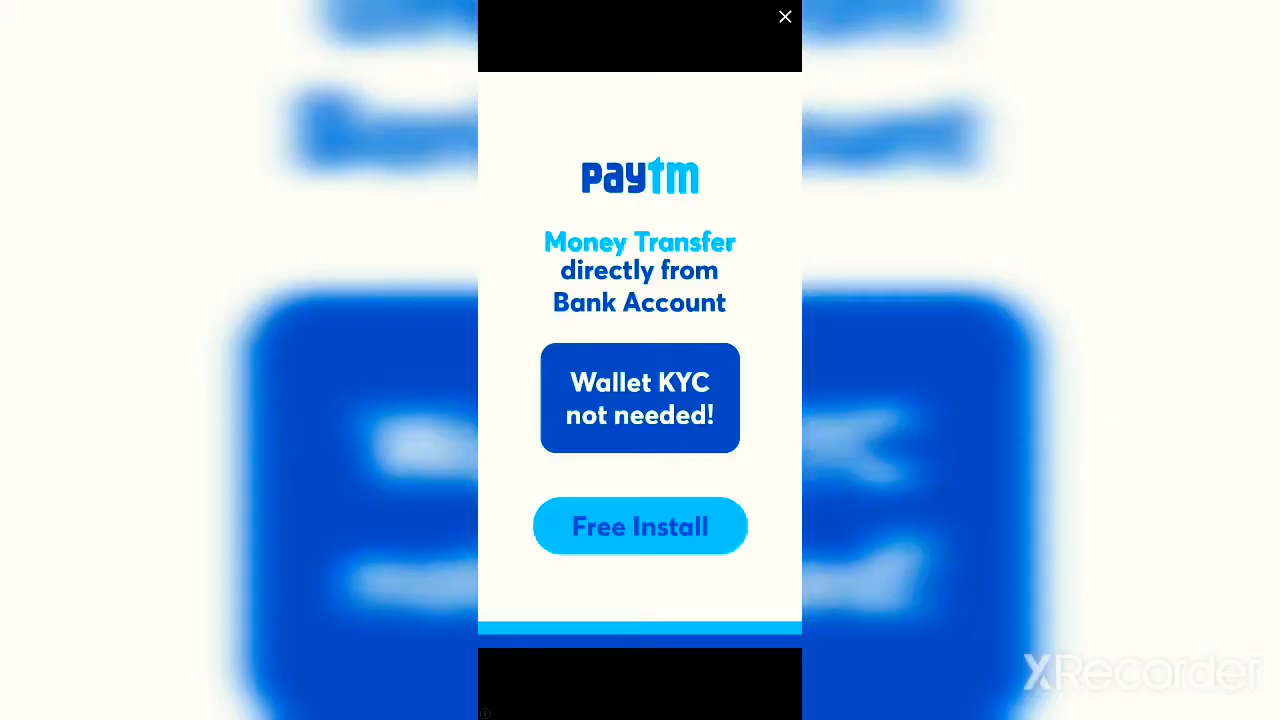 paytm
Money Transfer
directly from
Bank Account
Wallet KYC
not needed!
Free Install
XRecorder